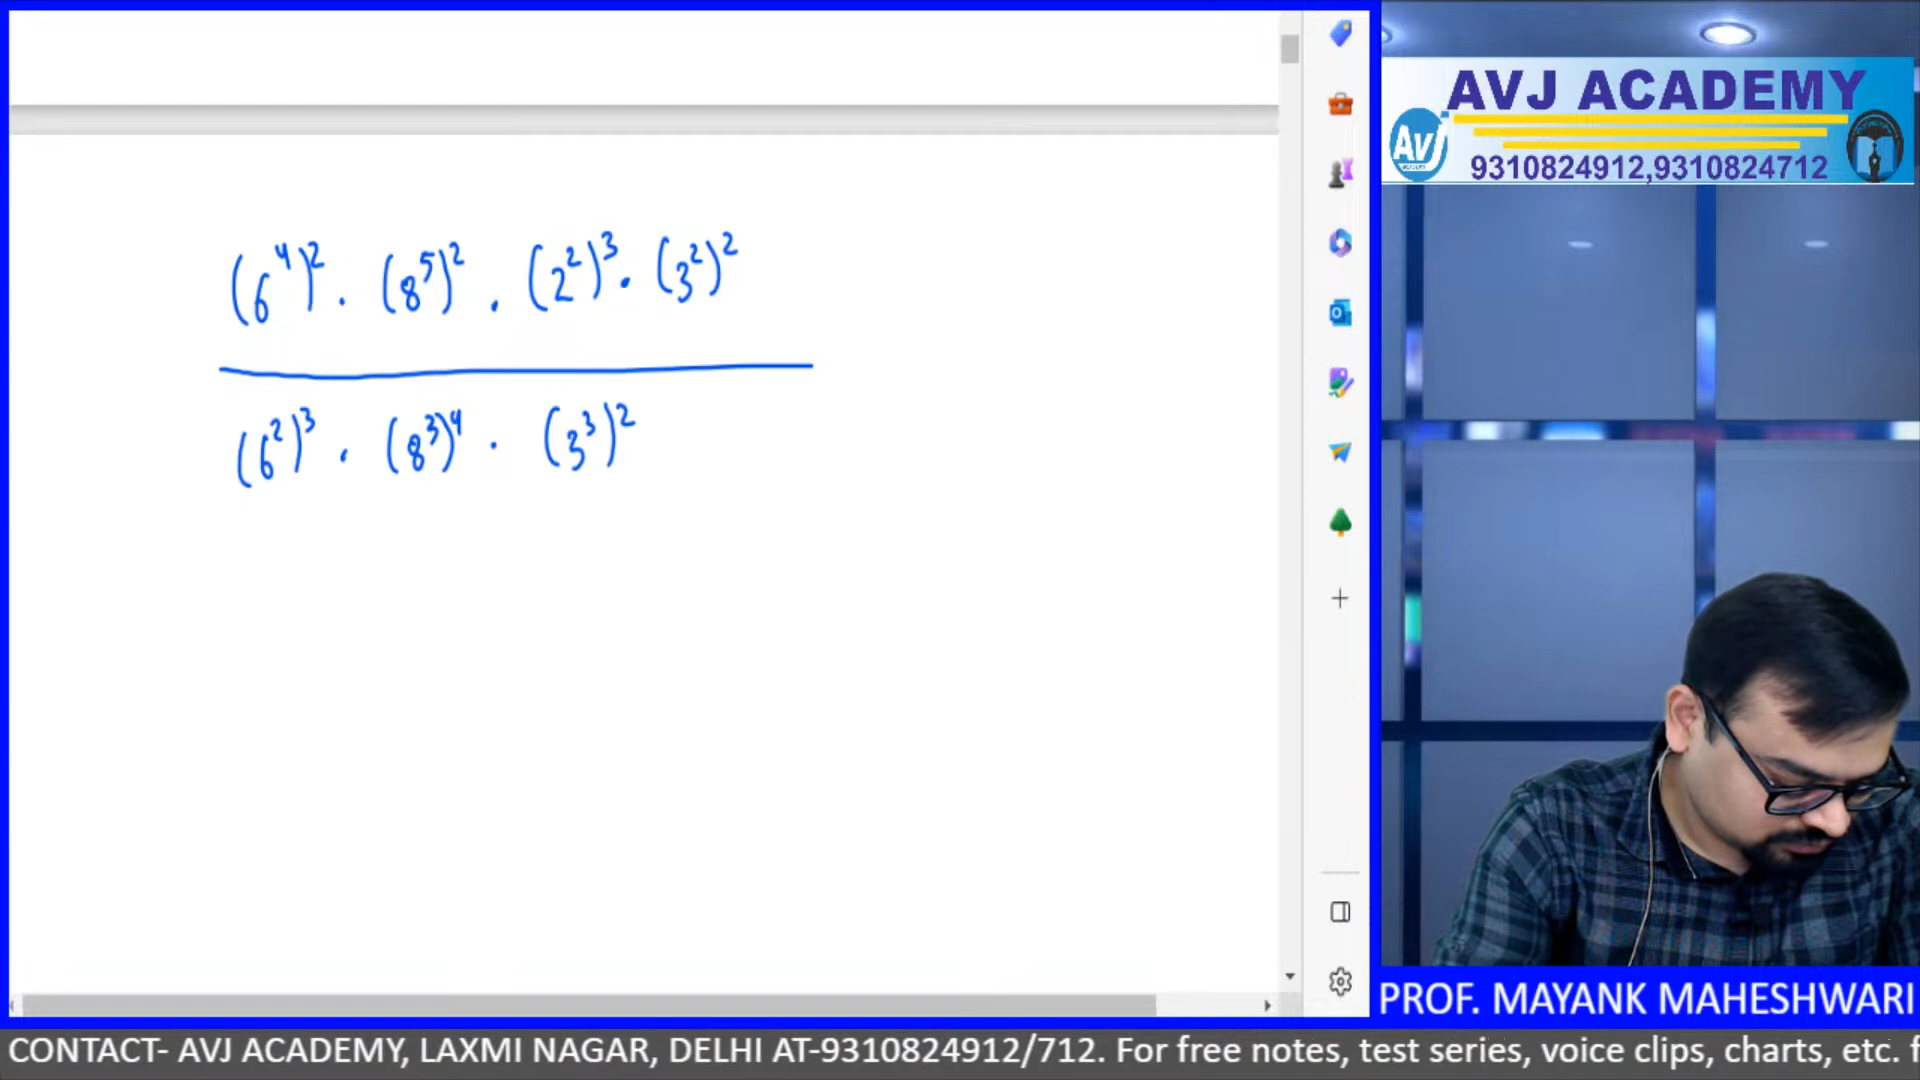 AVJ ACADEMY
AVJ
9310824912,9310824712
(6⁴)² · (8⁵)² · (2²)³ · (3²)²
(6²)³ · (8³)⁴ · (3³)²
PROF. MAYANK MAHESHWARI
CONTACT- AVJ ACADEMY, LAXMI NAGAR, DELHI AT-9310824912/712. For free notes, test series, voice clips, charts, etc. f